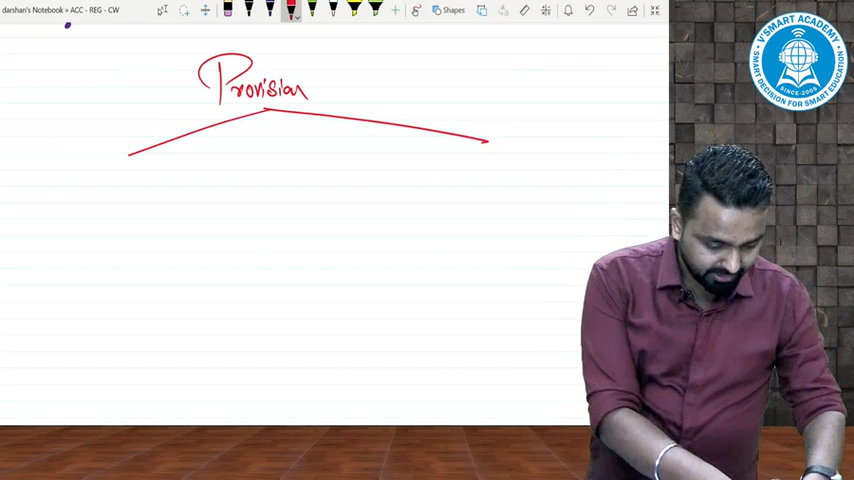 darshan's Notebook » ACC - REG - CW
Shapes
V'SMART ACADEMY
SMART DECISION FOR SMART EDUCATION
SINCE-2005
Provision